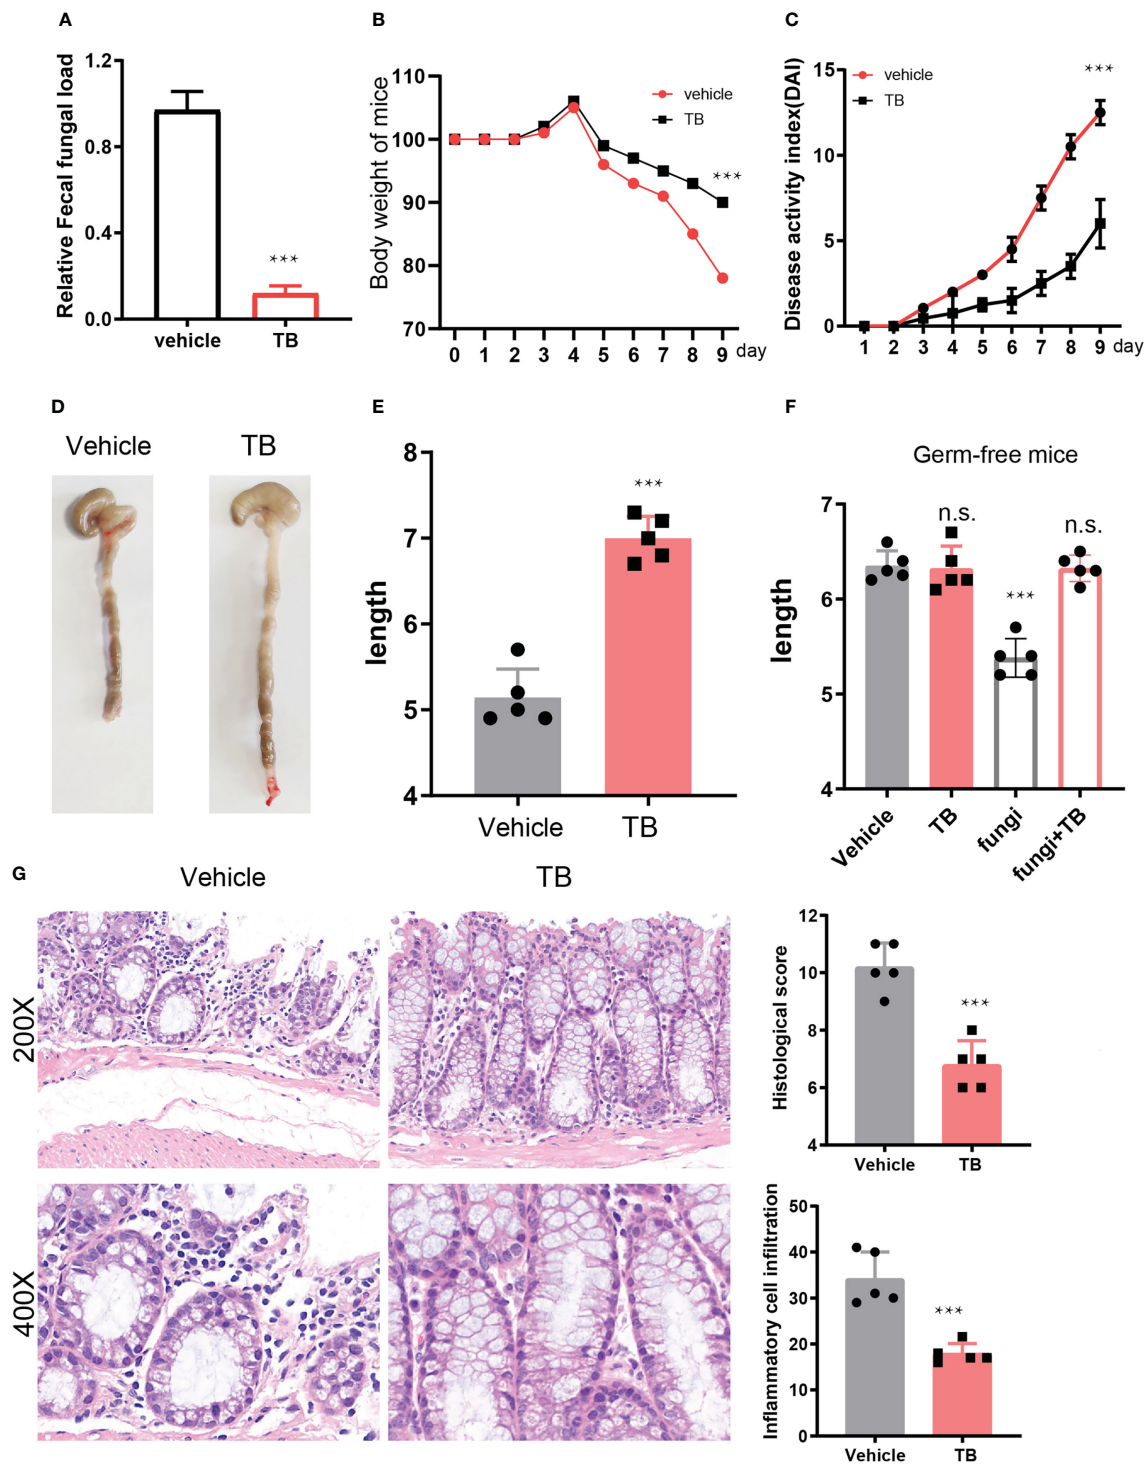 A
Relative Fecal fungal load
1.2
0.8
0.4
0.0
***
vehicle
TB
B
Body weight of mice
110
100
90
80
70
vehicle
TB
***
0 1 2 3 4 5 6 7 8 9 day
C
Disease activity index(DAI)
15
10
5
0
vehicle
TB
***
1 2 3 4 5 6 7 8 9 day
D
Vehicle
TB
E
length
8
7
6
5
4
***
Vehicle
TB
F
Germ-free mice
length
7
6
5
4
n.s.
***
n.s.
Vehicle
TB
fungi
fungi+TB
G
Vehicle
TB
200X
400X
Histological score
12
10
8
6
4
***
Vehicle
TB
Inflammatory cell infiltration
50
40
30
20
10
0
***
Vehicle
TB